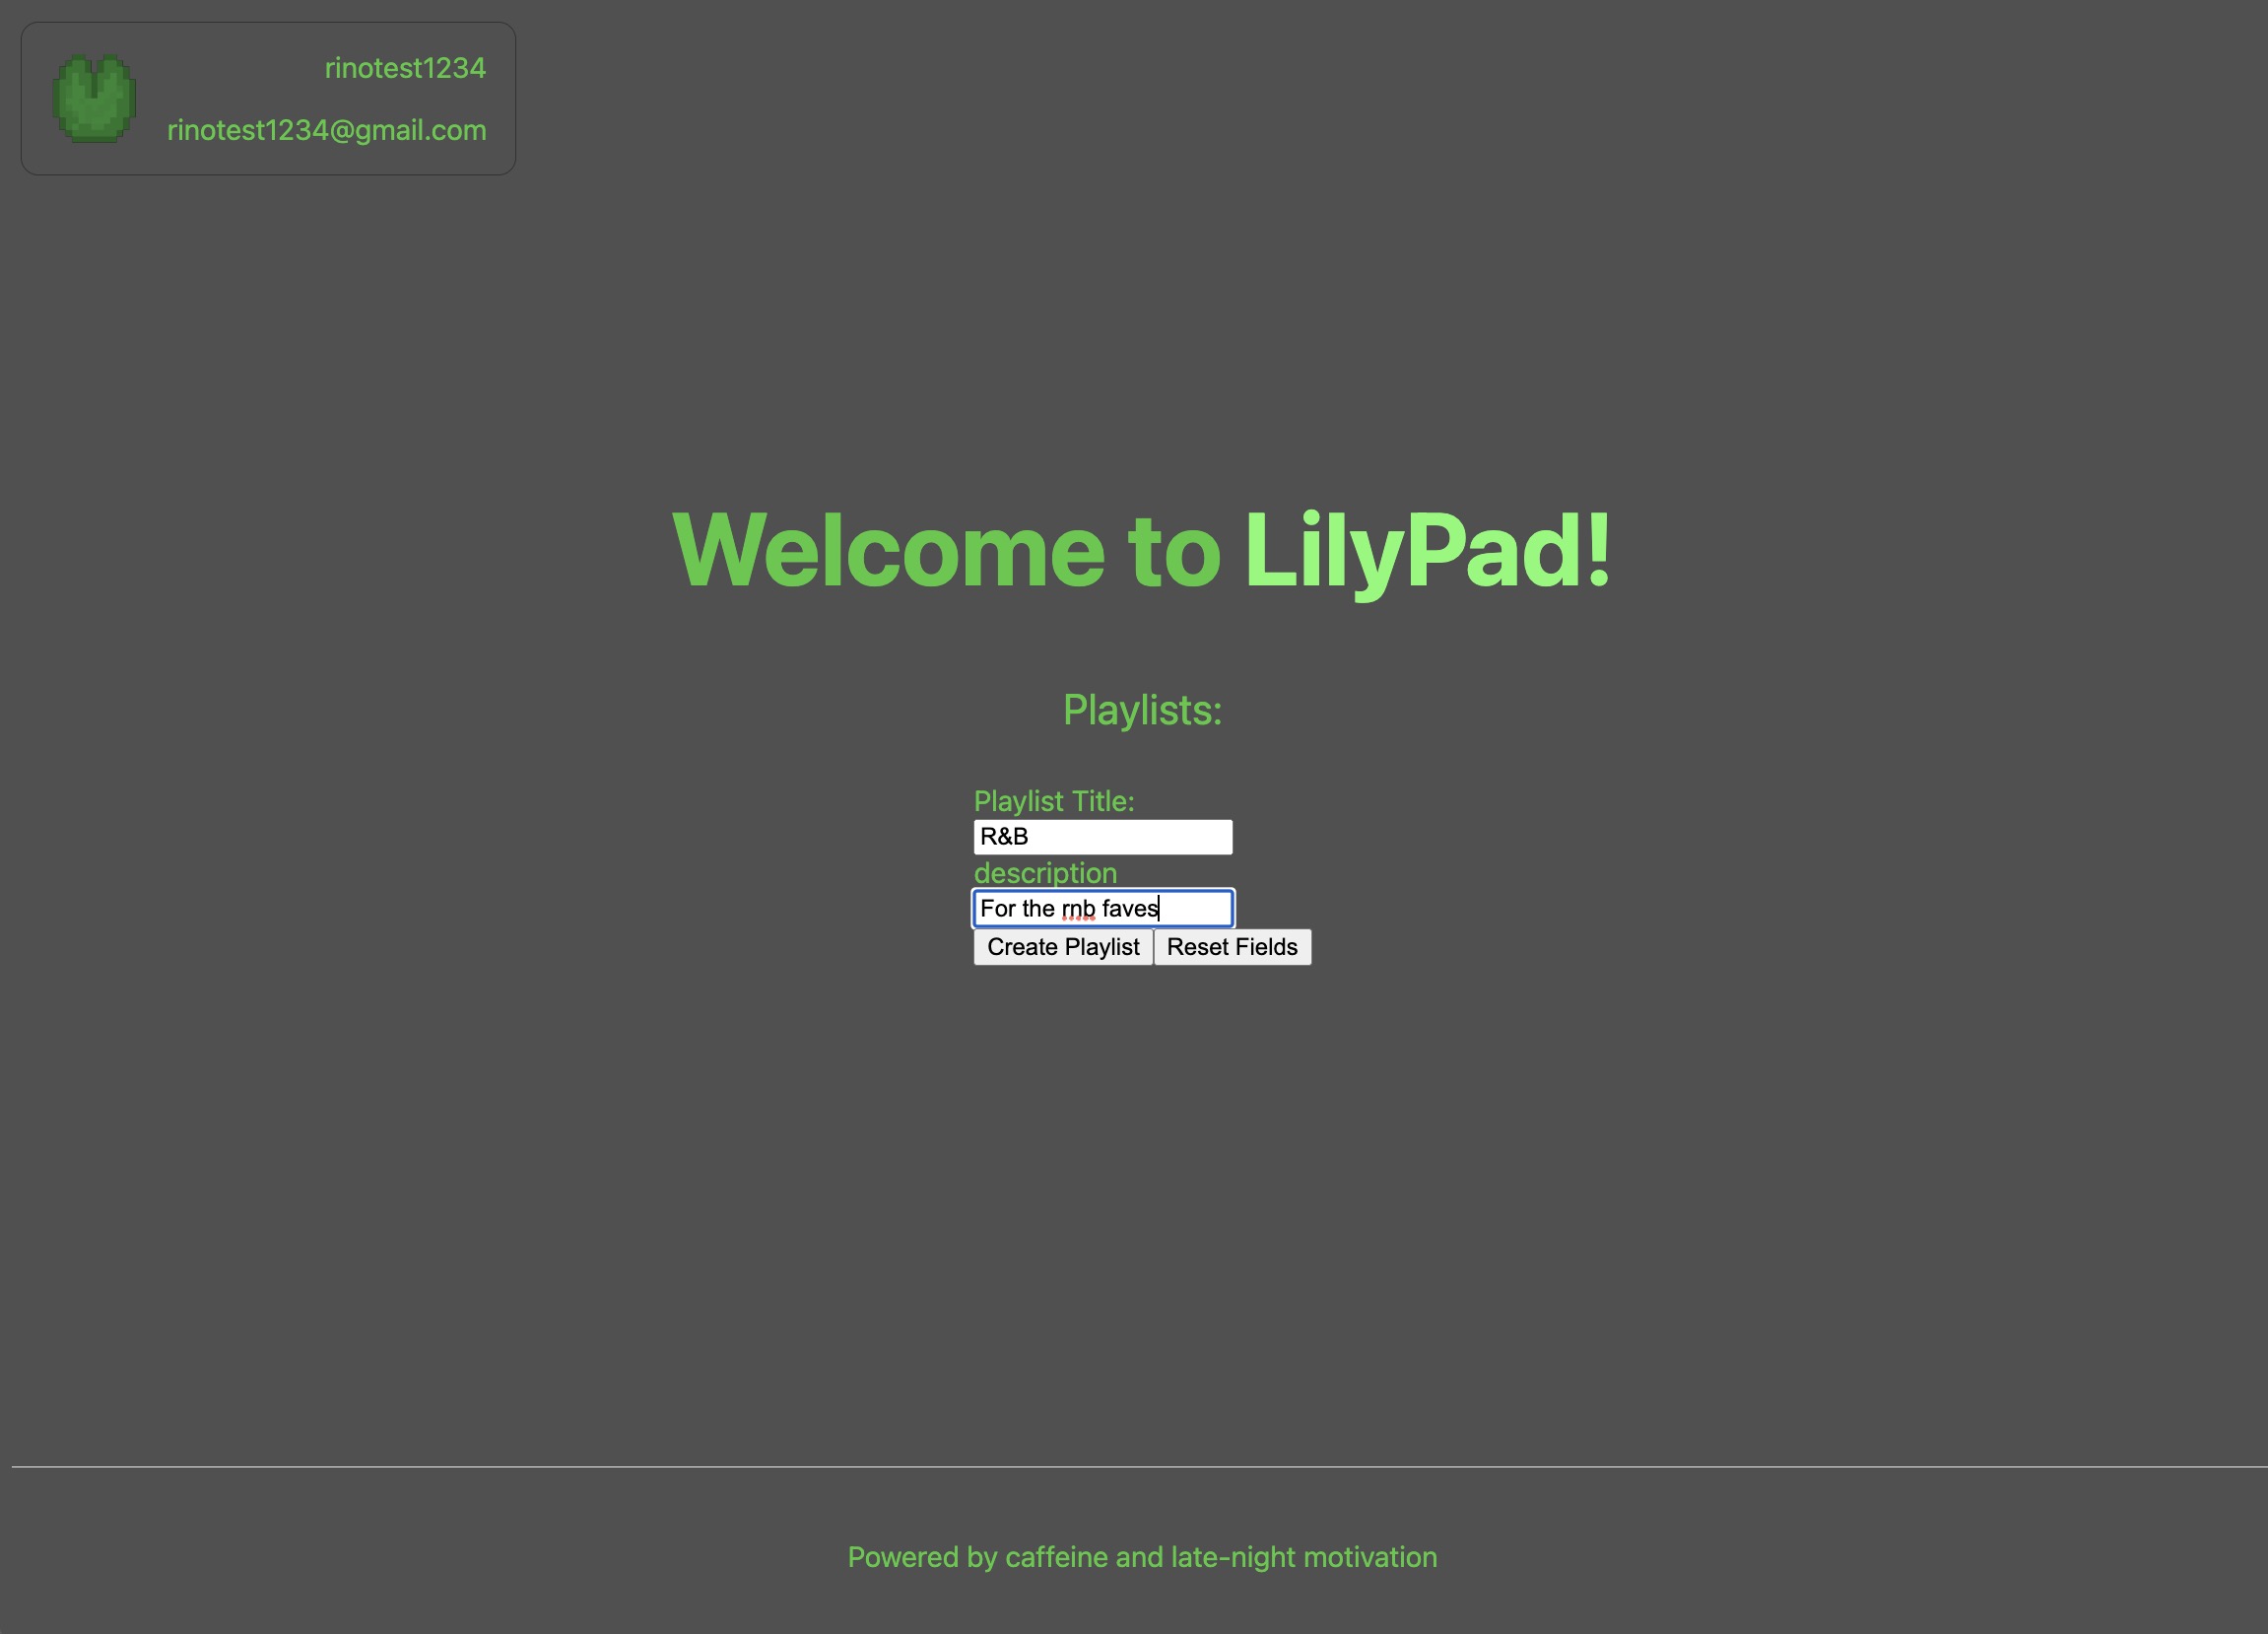 rinotest1234
rinotest1234@gmail.com
Welcome to LilyPad!
Playlists:
Playlist Title:
R&B
description
For the rnb faves
Create Playlist Reset Fields
Powered by caffeine and late-night motivation